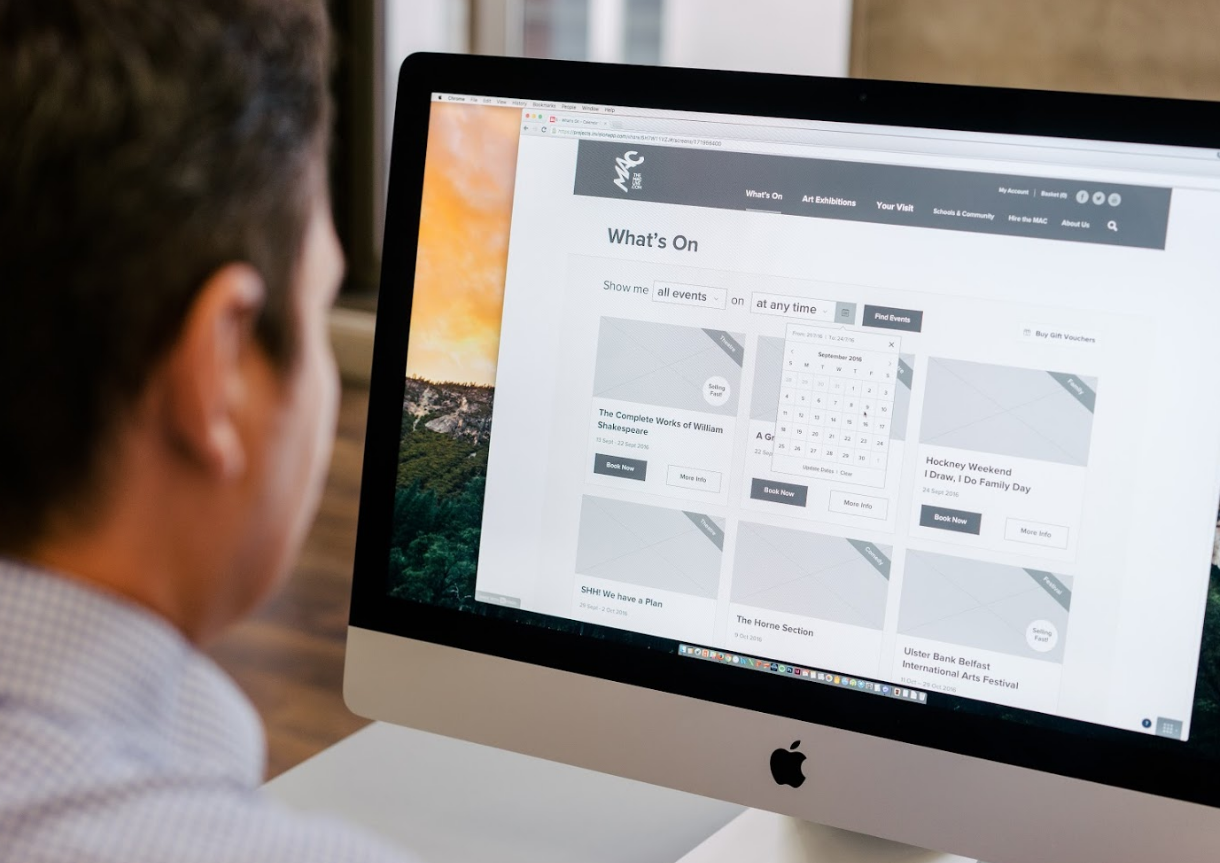 Chrome File Edit View History Bookmarks People Window Help
MAC
THE
MAC
LIVE
.COM
My Account | Basket (0)
What's On Art Exhibitions Your Visit Schools & Community Hire the MAC About Us
What's On
Show me all events on at any time Find Events
Buy Gift Vouchers
September 2016
S M T W T F S
28 29 30 31 1 2 3
4 5 6 7 8 9 10
11 12 13 14 15 16 17
18 19 20 21 22 23 24
25 26 27 28 29 30 1
Update Dates Clear
Theatre
Selling
Fast!
The Complete Works of William
Shakespeare
11 Sept - 22 Sept 2016
Book Now More Info
A G
22 Sep
Book Now More Info
Family
Hockney Weekend
I Draw, I Do Family Day
24 Sept 2016
Book Now More Info
Theatre
SHH! We have a Plan
29 Sept - 2 Oct 2016
Comedy
The Horne Section
9 Oct 2016
Festival
Selling
Fast!
Ulster Bank Belfast
International Arts Festival
11 Oct - 29 Oct 2016